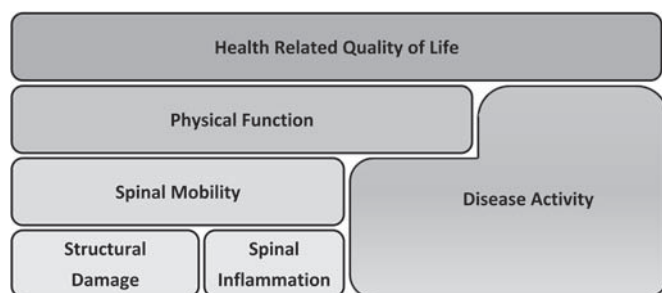 Health Related Quality of Life
Physical Function
Spinal Mobility
Disease Activity
Structural
Damage
Spinal
Inflammation